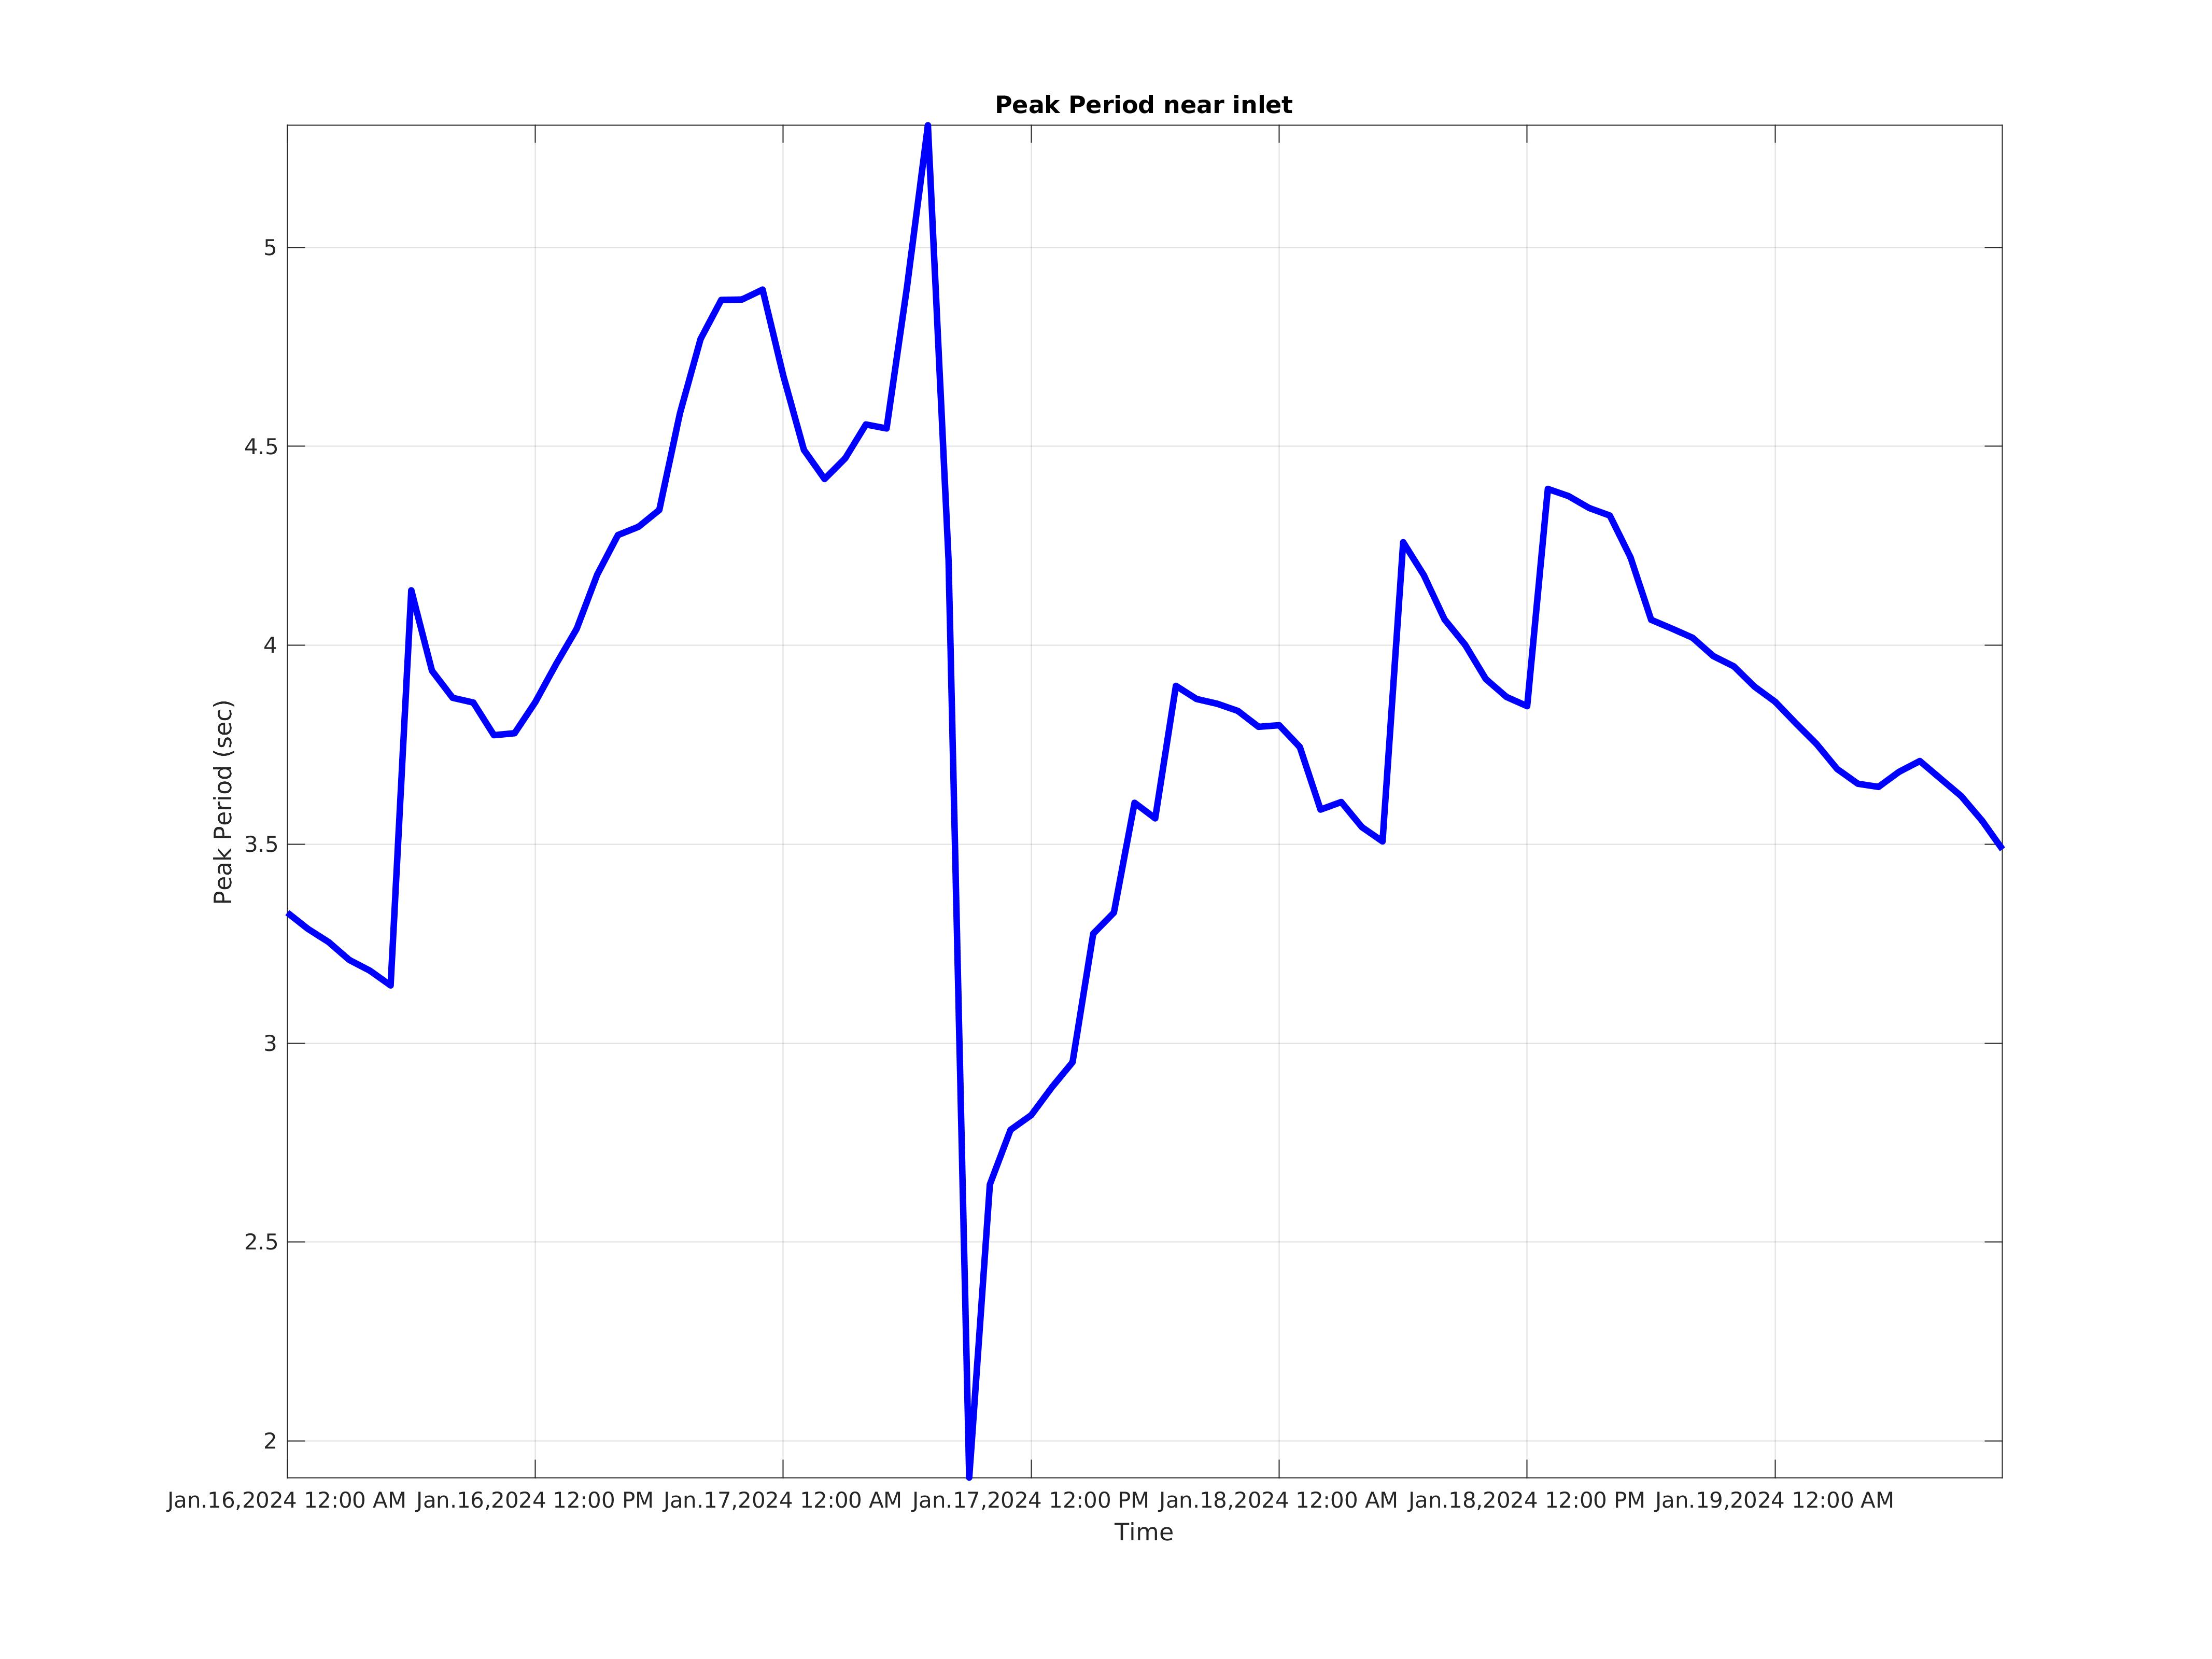 Peak Period near inlet
5
4.5
4
3.5
3
2.5
2
Peak Period (sec)
Jan.16,2024 12:00 AM Jan.16,2024 12:00 PM Jan.17,2024 12:00 AM Jan.17,2024 12:00 PM Jan.18,2024 12:00 AM Jan.18,2024 12:00 PM Jan.19,2024 12:00 AM
Time